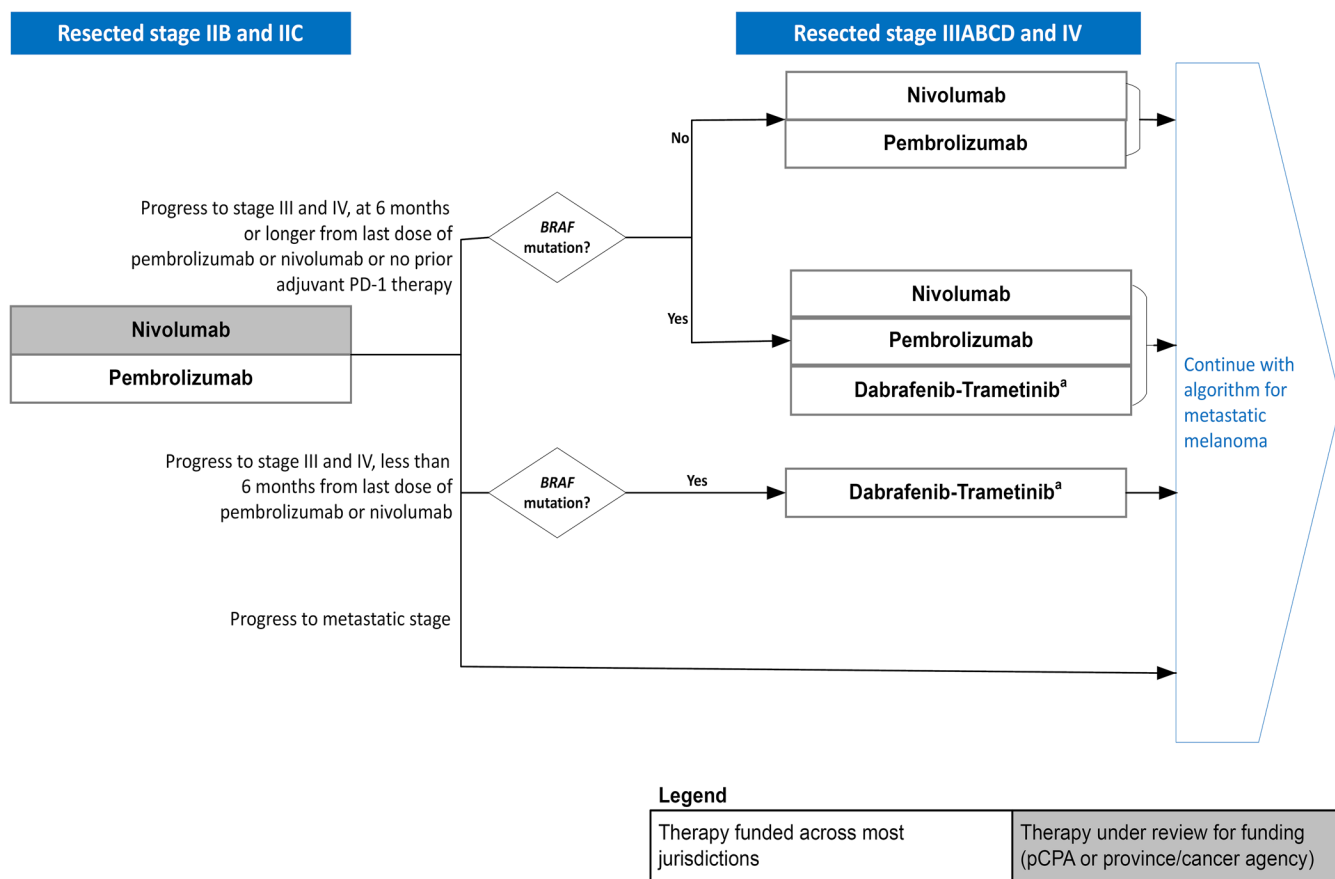 Resected stage IIB and IIC
Resected stage IIIABCD and IV
Nivolumab
Pembrolizumab
No
Progress to stage III and IV, at 6 months
or longer from last dose of
pembrolizumab or nivolumab or no prior
adjuvant PD-1 therapy
BRAF
mutation?
Nivolumab
Pembrolizumab
Yes
Nivolumab
Pembrolizumab
Dabrafenib-Trametinibᵃ
Continue with
algorithm for
metastatic
melanoma
Progress to stage III and IV, less than
6 months from last dose of
pembrolizumab or nivolumab
BRAF
mutation?
Yes
Dabrafenib-Trametinibᵃ
Progress to metastatic stage
Legend
Therapy funded across most
jurisdictions
Therapy under review for funding
(pCPA or province/cancer agency)